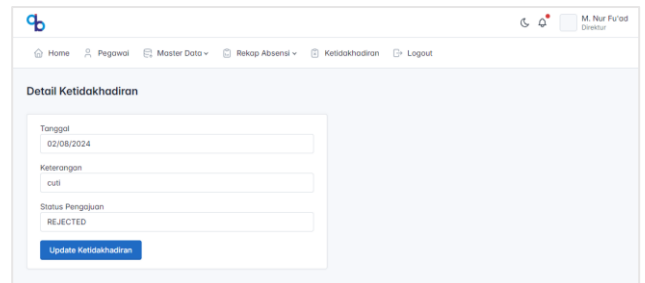 M. Nur Fu'ad
Direktur
Home Pegawai Master Data Rekap Absensi Ketidakhadiran Logout
Detail Ketidakhadiran
Tanggal
02/08/2024
Keterangan
cuti
Status Pengajuan
REJECTED
Update Ketidakhadiran